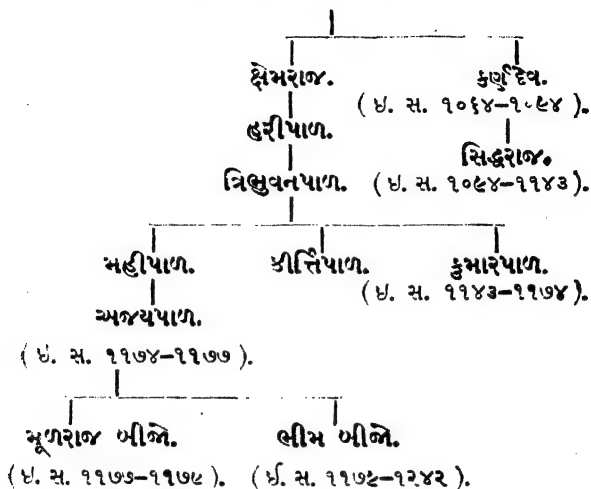 ક્ષેમરાજ. કર્ણદેવ.
( ઇ. સ. ૧૦૬૪–૧૦૯૪ ).
હરીપાળ.
સિદ્ધરાજ.
ત્રિભુવનપાળ. ( ઇ. સ. ૧૦૯૪–૧૧૪૩ ).
મહીપાળ. કીર્ત્તિપાળ. કુમારપાળ.
( ઇ. સ. ૧૧૪૩–૧૧૭૪ ).
અજયપાળ.
( ઇ. સ. ૧૧૭૪–૧૧૭૭ ).
મૂળરાજ બીજો. ભીમ બીજો.
( ઇ. સ. ૧૧૭૭–૧૧૭૯ ). ( ઈ. સ. ૧૧૭૯–૧૨૪૨ ).